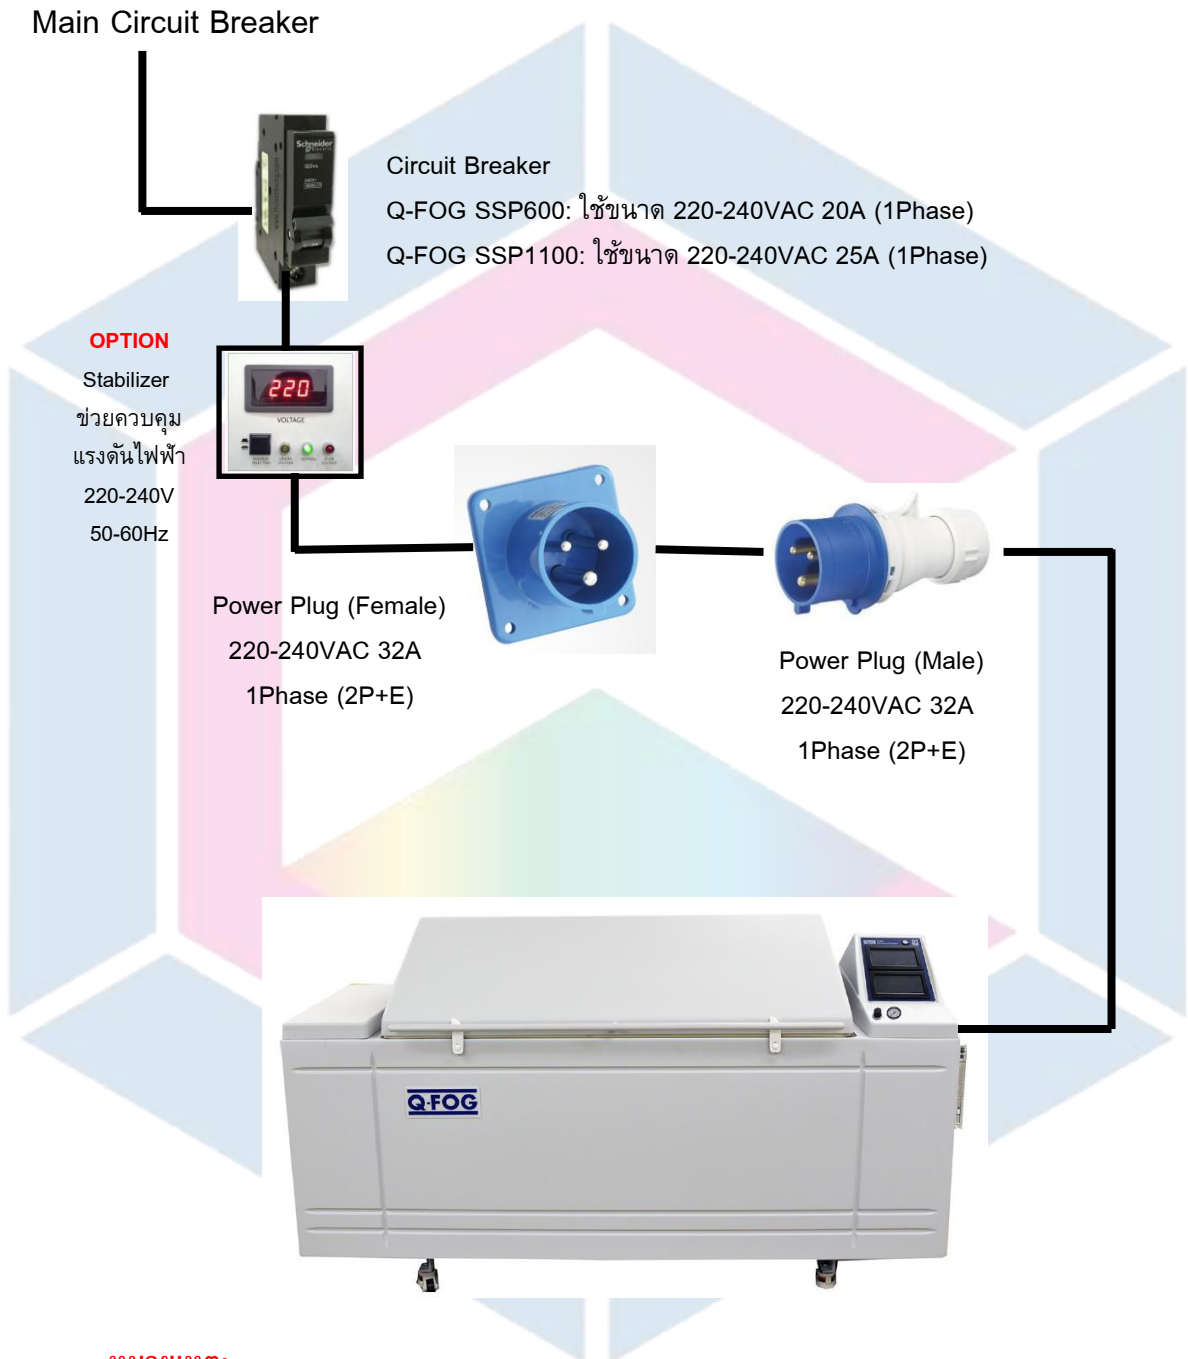 Main Circuit Breaker
Schneider
Electric
Circuit Breaker
Q-FOG SSP600: ใช้ขนาด 220-240VAC 20A (1Phase)
Q-FOG SSP1100: ใช้ขนาด 220-240VAC 25A (1Phase)
OPTION
Stabilizer
ข่วยควบคุม
แรงดันไฟฟ้า
220-240V
50-60Hz
220
VOLTAGE
Power Plug (Female)
220-240VAC 32A
1Phase (2P+E)
Power Plug (Male)
220-240VAC 32A
1Phase (2P+E)
Q-FOG